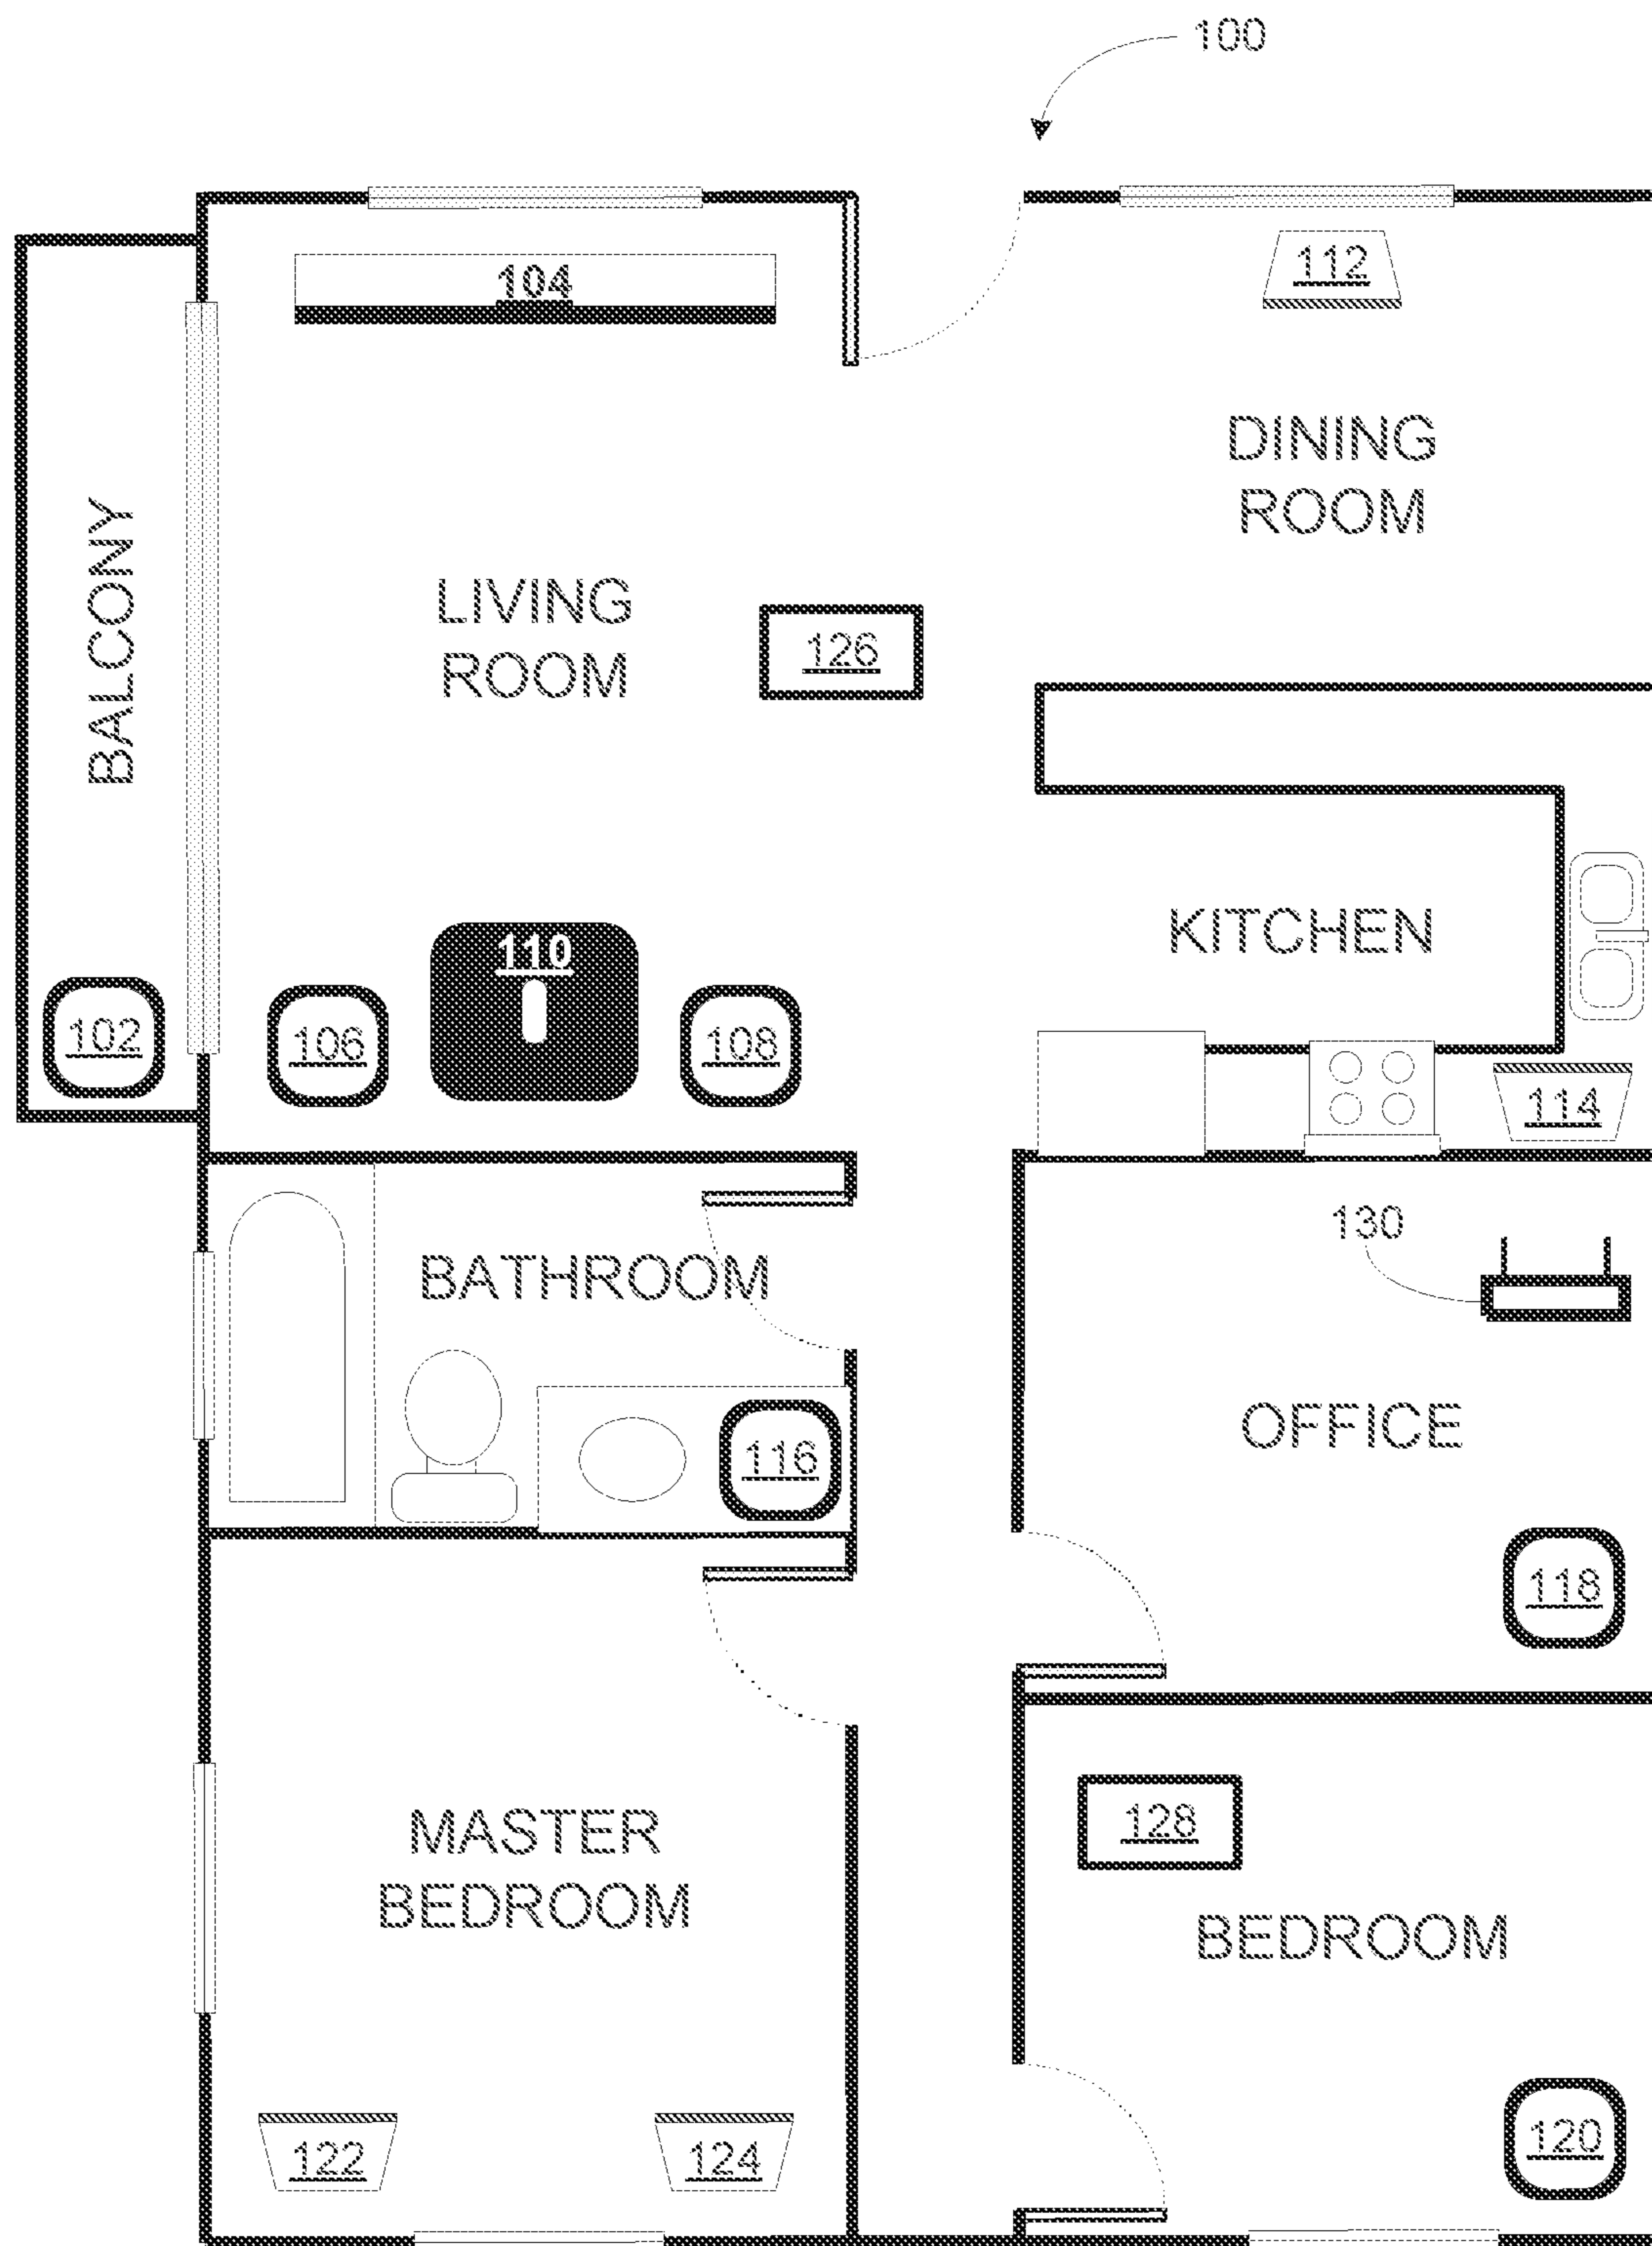 100
104
112
DINING
ROOM
BALCONY
LIVING
ROOM
126
KITCHEN
110
102
106
108
114
130
BATHROOM
OFFICE
116
118
MASTER
BEDROOM
128
BEDROOM
122
124
120